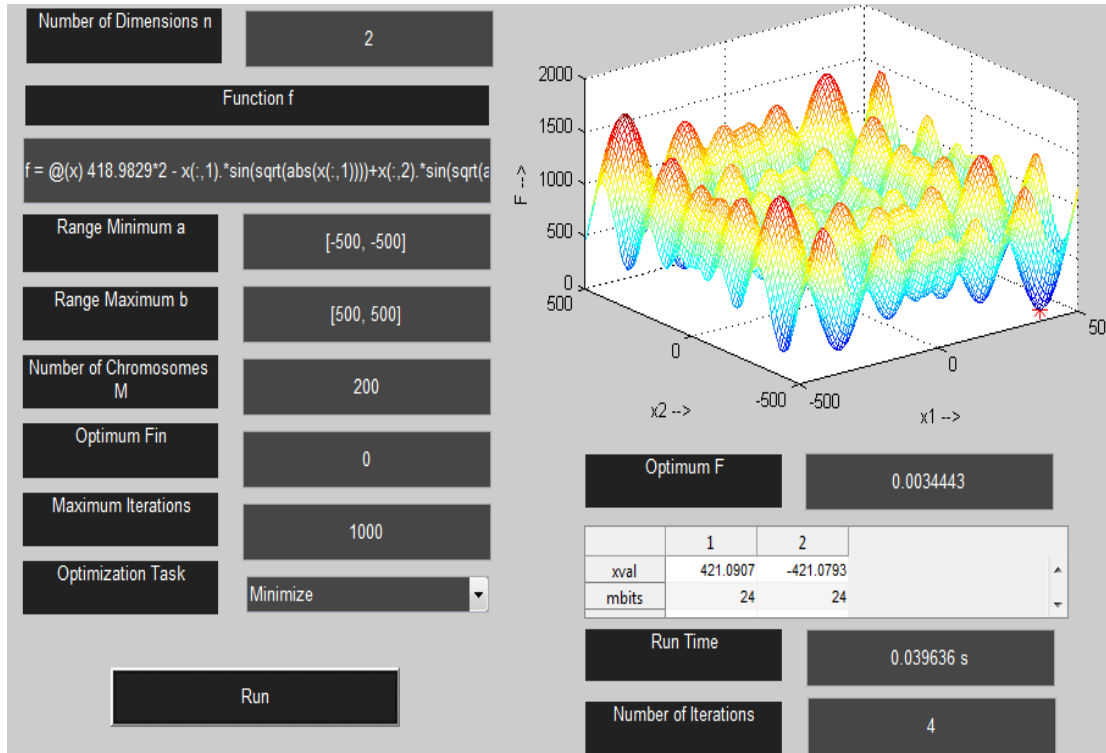 Number of Dimensions n
2
Function f
f = @(x) 418.9829*2 - x(:,1).*sin(sqrt(abs(x(:,1))))+x(:,2).*sin(sqrt(a
Range Minimum a
[-500, -500]
Range Maximum b
[500, 500]
Number of Chromosomes
M
200
Optimum Fin
0
Maximum Iterations
1000
Optimization Task
Minimize
Run
2000
1500
1000
500
0
F -->
500
0
-500
x2 -->
-500
0
50
x1 -->
Optimum F
0.0034443
1 2
xval 421.0907 -421.0793
mbits 24 24
Run Time
0.039636 s
Number of Iterations
4